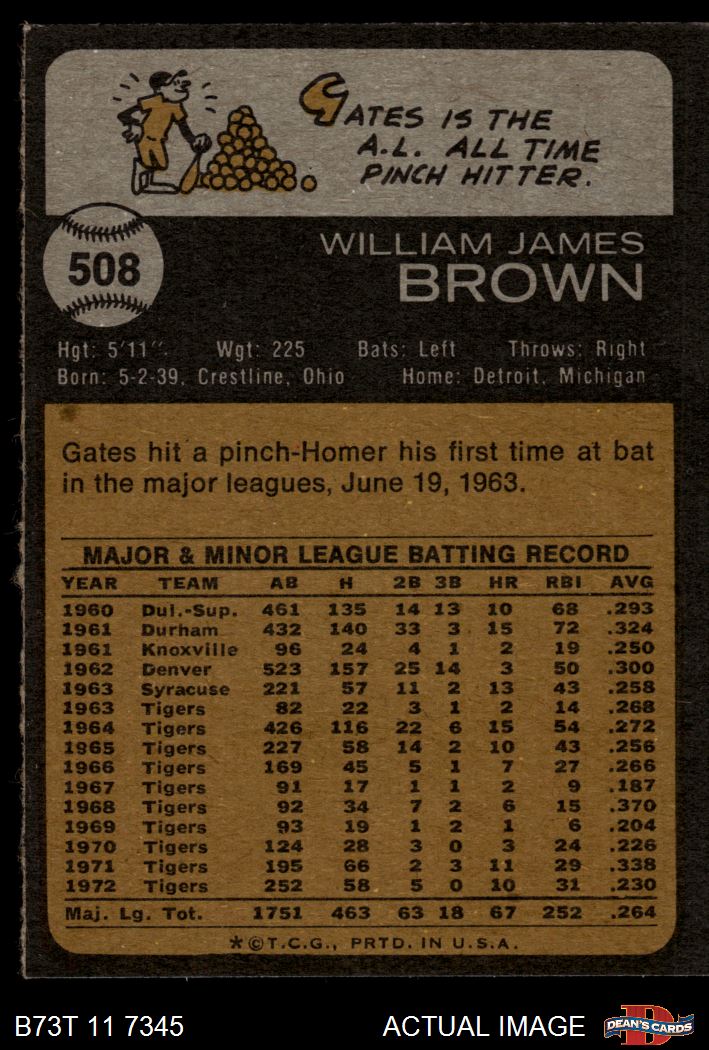 GATES IS THE
A.L. ALL TIME
PINCH HITTER.
508
WILLIAM JAMES
BROWN
Hgt: 5'11". Wgt: 225 Bats: Left Throws: Right
Born: 5-2-39, Crestline, Ohio Home: Detroit, Michigan
Gates hit a pinch-Homer his first time at bat
in the major leagues, June 19, 1963.
MAJOR & MINOR LEAGUE BATTING RECORD
YEAR TEAM AB H 2B 3B HR RBI AVG
1960 Dul.-Sup. 461 135 14 13 10 68 .293
1961 Durham 432 140 33 3 15 72 .324
1961 Knoxville 96 24 4 1 2 19 .250
1962 Denver 523 157 25 14 3 50 .300
1963 Syracuse 221 57 11 2 13 43 .258
1963 Tigers 82 22 3 1 2 14 .268
1964 Tigers 426 116 22 6 15 54 .272
1965 Tigers 227 58 14 2 10 43 .256
1966 Tigers 169 45 5 1 7 27 .266
1967 Tigers 91 17 1 1 2 9 .187
1968 Tigers 92 34 7 2 6 15 .370
1969 Tigers 93 19 1 2 1 6 .204
1970 Tigers 124 28 3 0 3 24 .226
1971 Tigers 195 66 2 3 11 29 .338
1972 Tigers 252 58 5 0 10 31 .230
Maj. Lg. Tot. 1751 463 63 18 67 252 .264
*©T.C.G., PRTD. IN U.S.A.
B73T 11 7345 ACTUAL IMAGE D DEAN'S CARDS